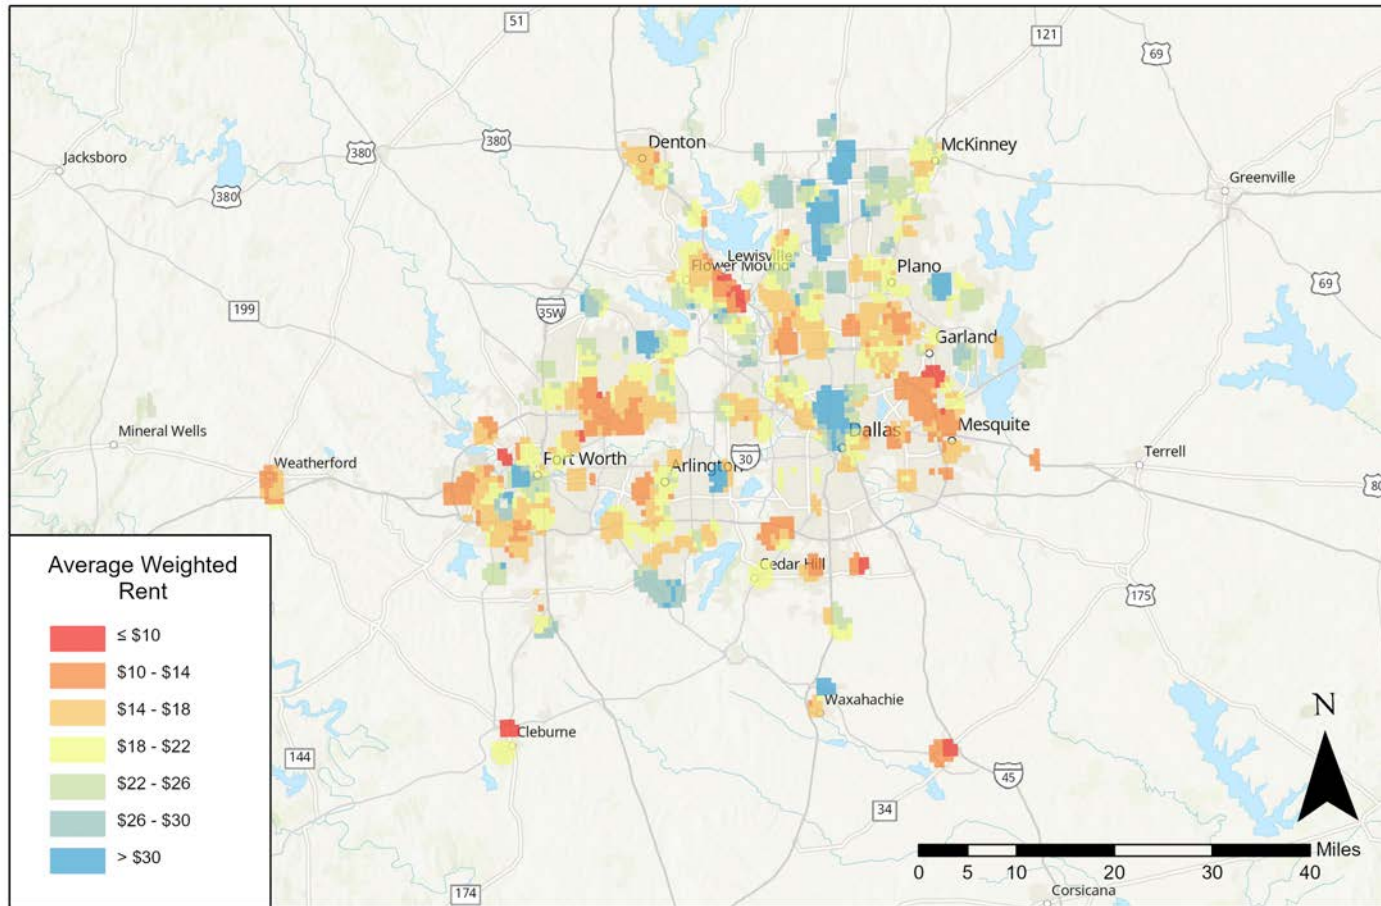 51
121
69
380
380
Denton
McKinney
Jacksboro
380
Greenville
Lewisville
Flower Mound
Plano
69
199
35W
Garland
Mineral Wells
Dallas
Mesquite
Weatherford
Fort Worth
Arlington
30
Terrell
80
Cedar Hill
175
Average Weighted
Rent
≤ $10
$10 - $14
$14 - $18
$18 - $22
$22 - $26
$26 - $30
> $30
Waxahachie
N
Cleburne
144
45
34
Miles
0 5 10 20 30 40
174
Corsicana